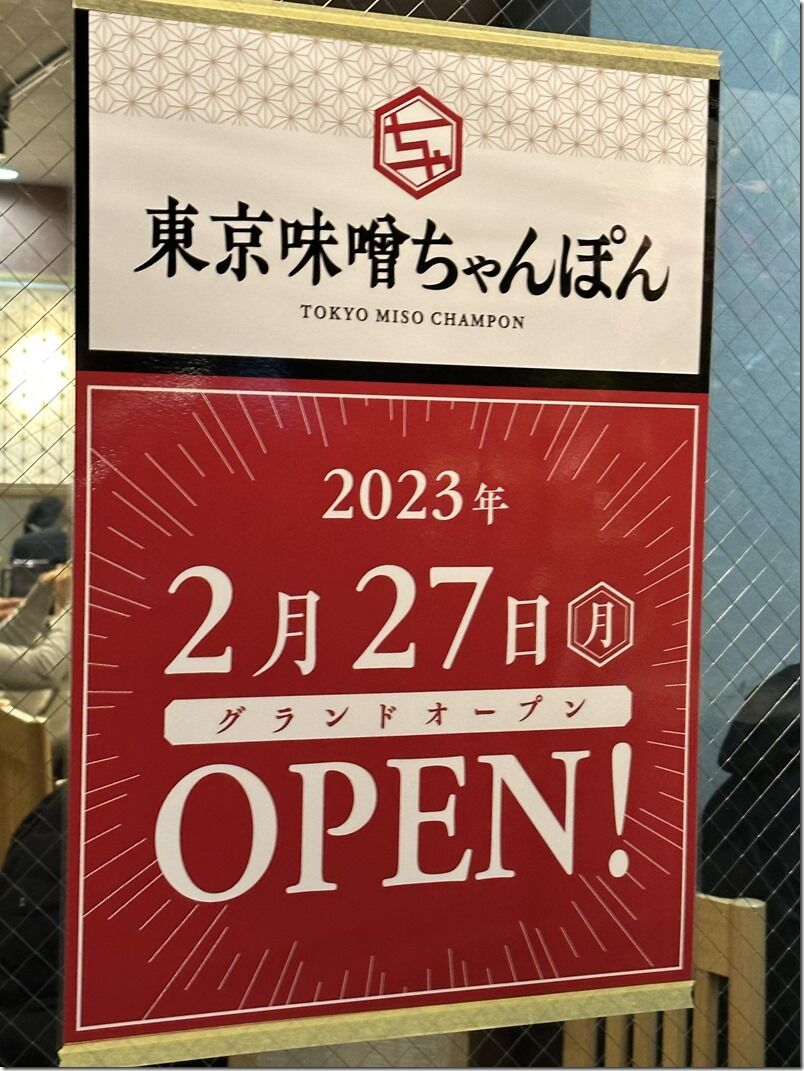 ちゃ
東京味噌ちゃんぽん
TOKYO MISO CHAMPON
2023年
2月27日 月
グランドオープン
OPEN!